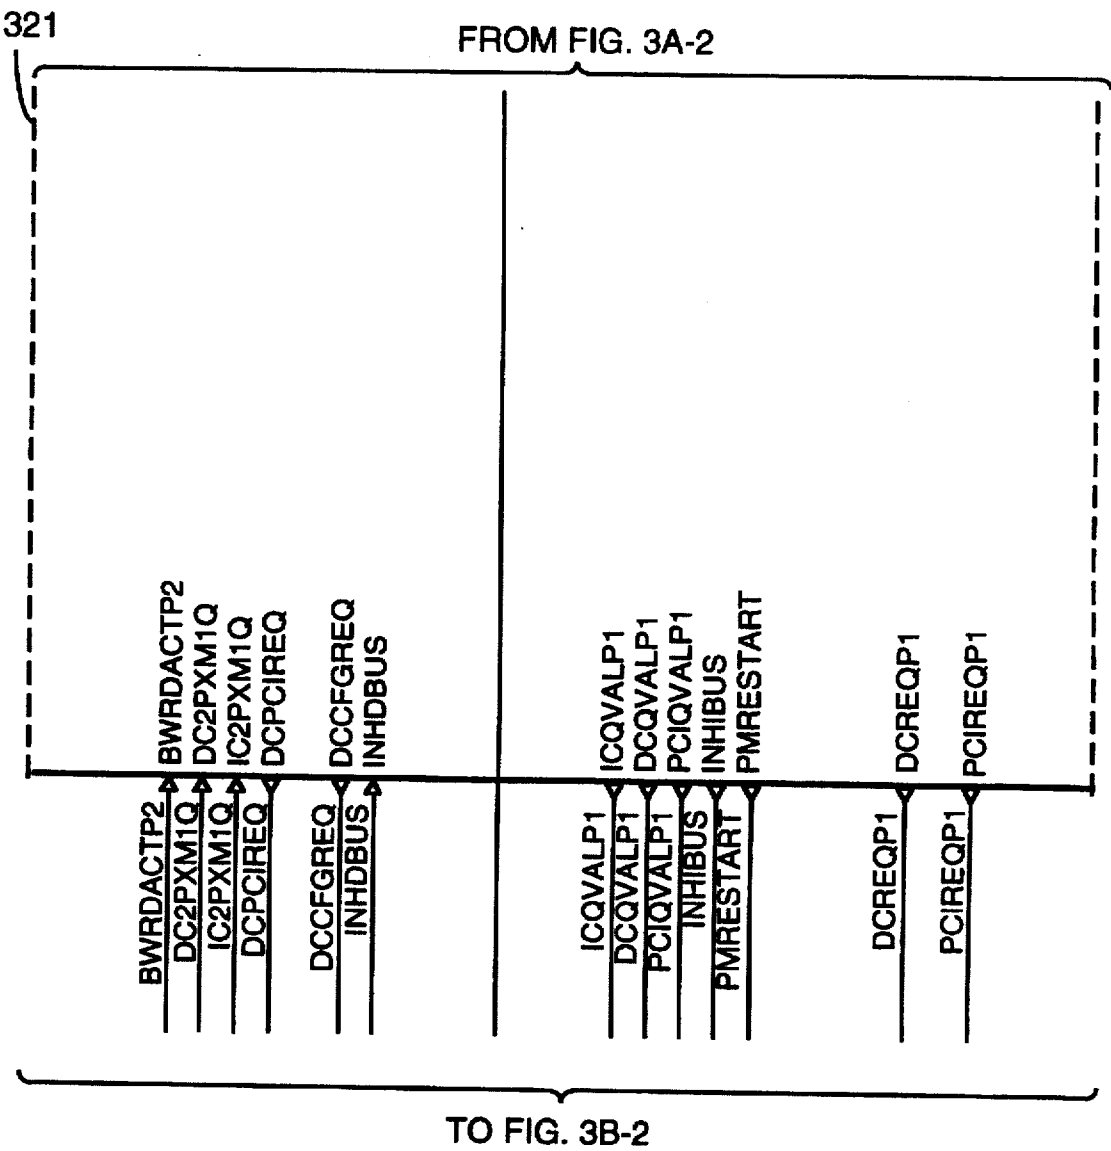 321
FROM FIG. 3A-2
BWRDACTP2
DC2PXM1Q
IC2PXM1Q
DCPCIREQ
DCCFGREQ
INHDBUS
ICQVALP1
DCQVALP1
PCIQVALP1
INHIBUS
PMRESTART
DCREQP1
PCIREQP1
BWRDACTP2
DC2PXM1Q
IC2PXM1Q
DCPCIREQ
DCCFGREQ
INHDBUS
ICQVALP1
DCQVALP1
PCIQVALP1
INHIBUS
PMRESTART
DCREQP1
PCIREQP1
TO FIG. 3B-2